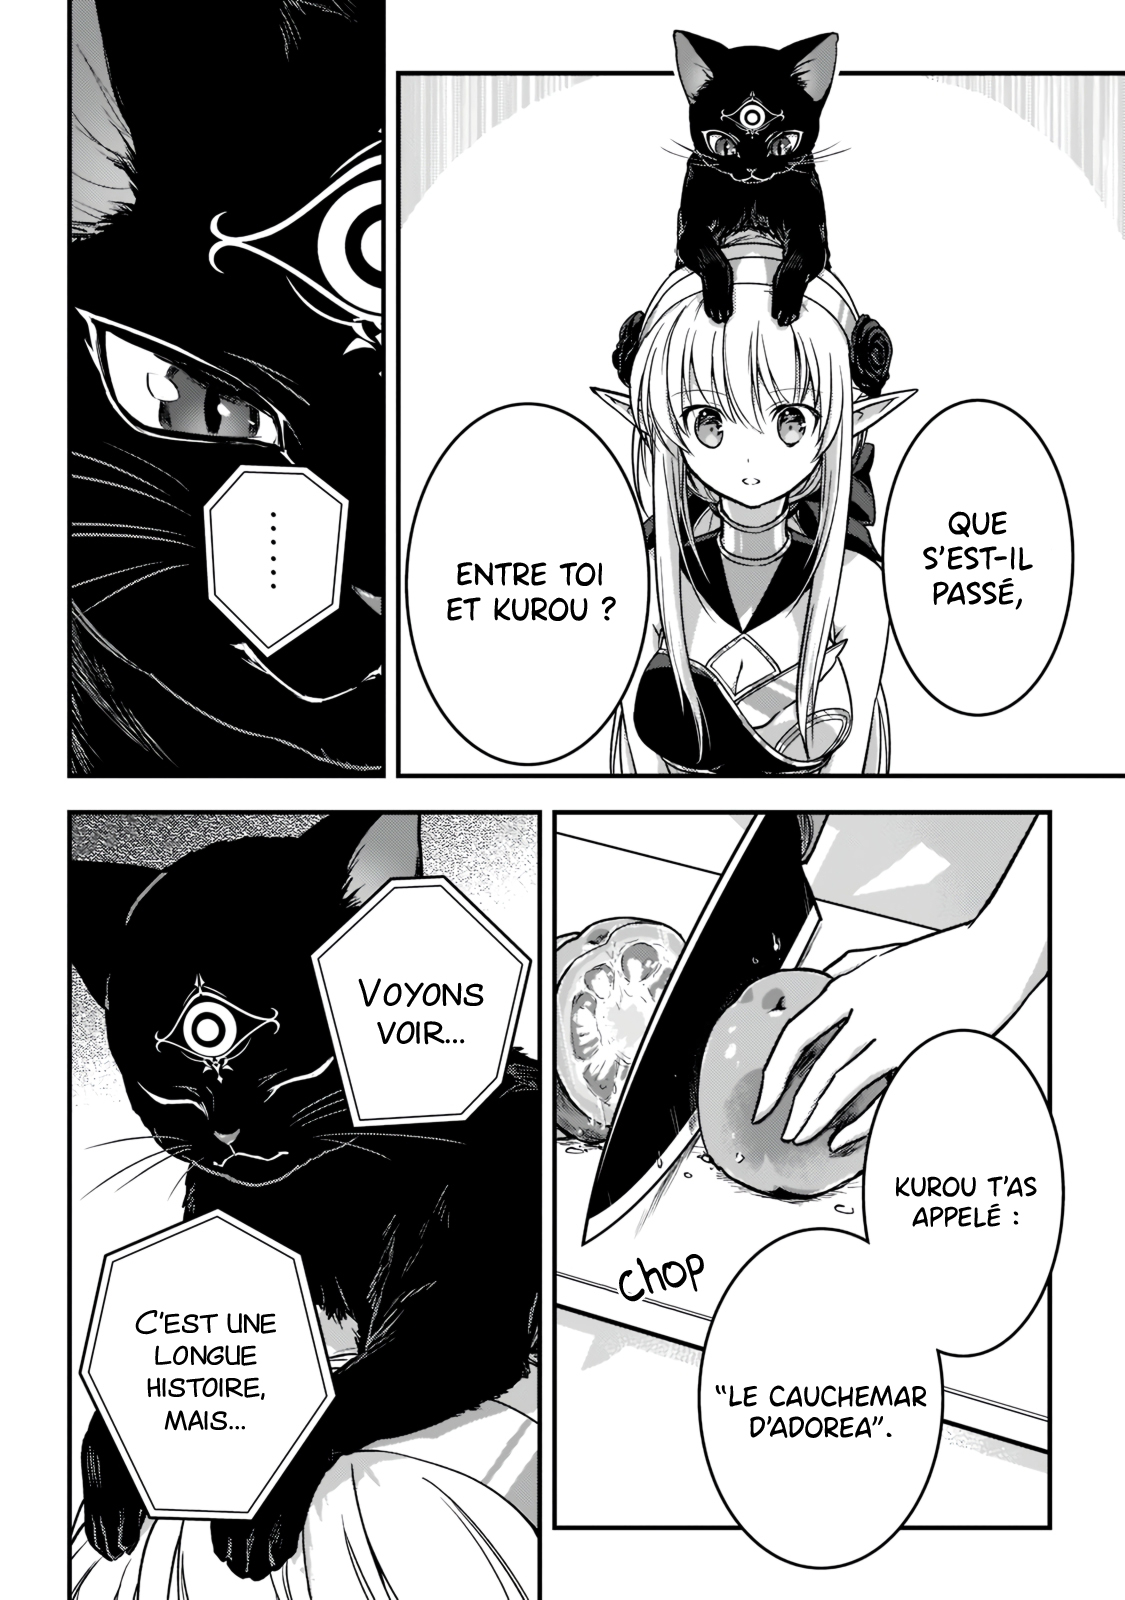 QUE
S'EST-IL
PASSÉ,
ENTRE TOI
ET KUROU ?
.......
KUROU T'AS
APPELÉ :
“LE CAUCHEMAR
D'ADOREA”.
CHOP
VOYONS
VOIR...
C'EST UNE
LONGUE
HISTOIRE,
MAIS...